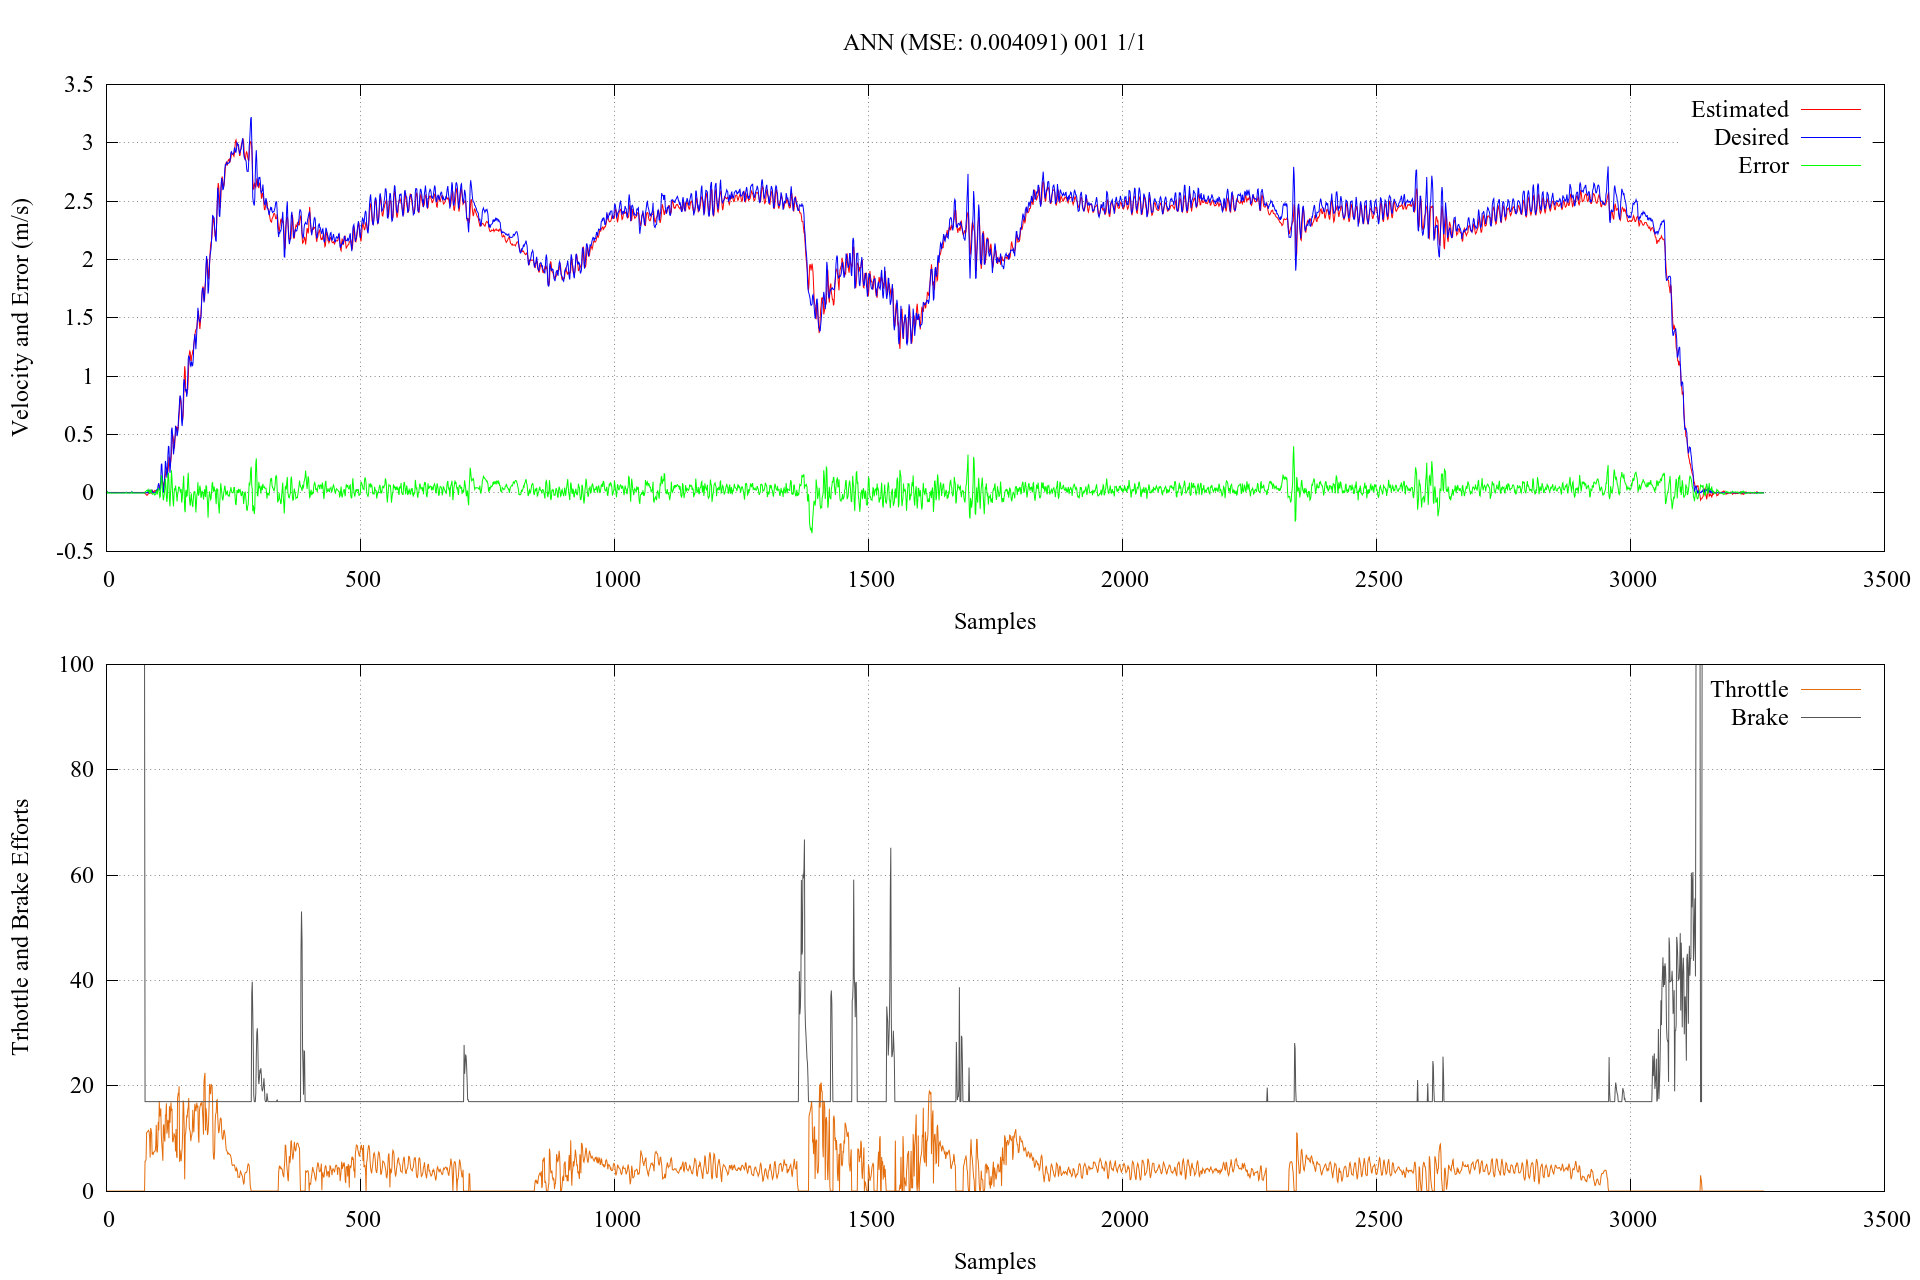 ANN (MSE: 0.004091) 001 1/1
3.5
3
2.5
2
1.5
1
0.5
0
-0.5
Velocity and Error (m/s)
Estimated
Desired
Error
0 500 1000 1500 2000 2500 3000 3500
Samples
100
80
60
40
20
0
Trhottle and Brake Efforts
Throttle
Brake
0 500 1000 1500 2000 2500 3000 3500
Samples